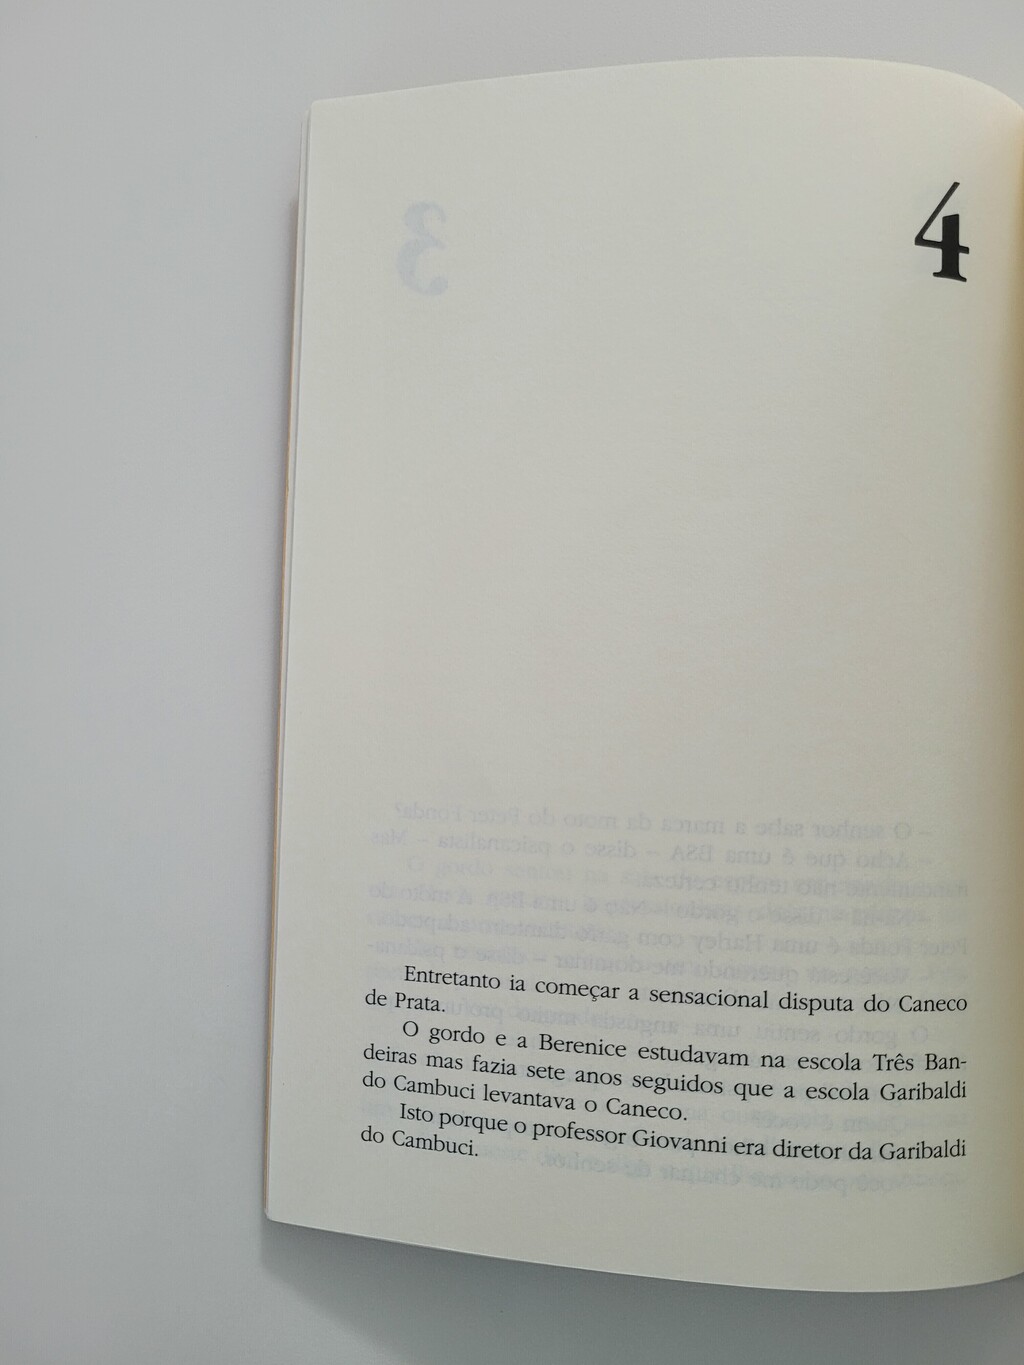 4
Entretanto ia começar a sensacional disputa do Caneco
de Prata.
O gordo e a Berenice estudavam na escola Três Ban-
deiras mas fazia sete anos seguidos que a escola Garibaldi
do Cambuci levantava o Caneco.
Isto porque o professor Giovanni era diretor da Garibaldi
do Cambuci.